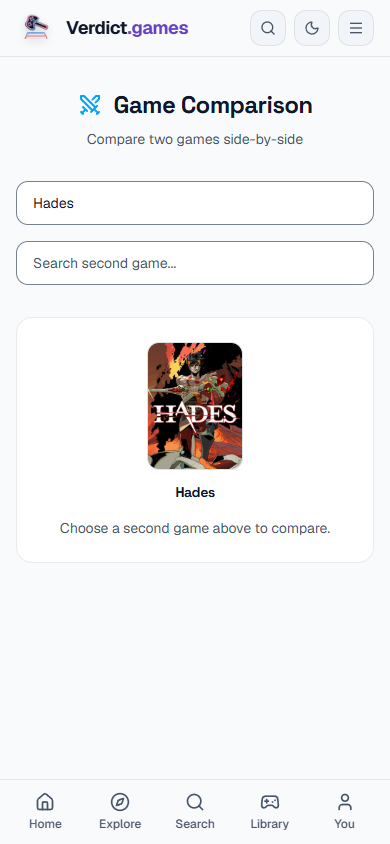 Verdict.games
Game Comparison
Compare two games side-by-side
Hades
Search second game...
HADES
Hades
Choose a second game above to compare.
Home
Explore
Search
Library
You